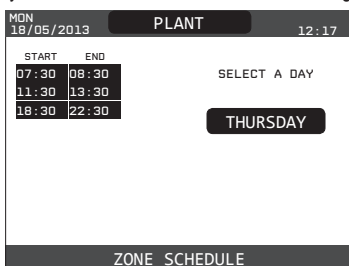 MON
18/05/2013
PLANT
12:17
START END
07:30 08:30
11:30 13:30
18:30 22:30
SELECT A DAY
THURSDAY
ZONE SCHEDULE